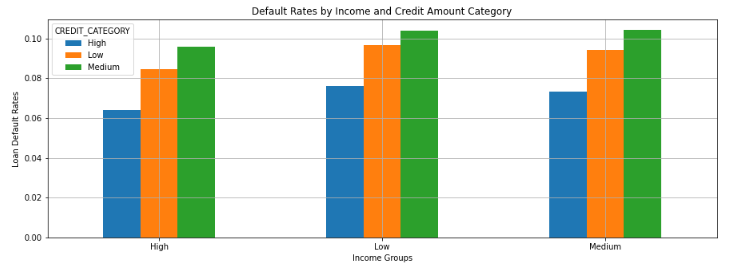 Default Rates by Income and Credit Amount Category
CREDIT_CATEGORY
High
Low
Medium
0.10
0.08
0.06
0.04
0.02
0.00
Loan Default Rates
High
Low
Medium
Income Groups